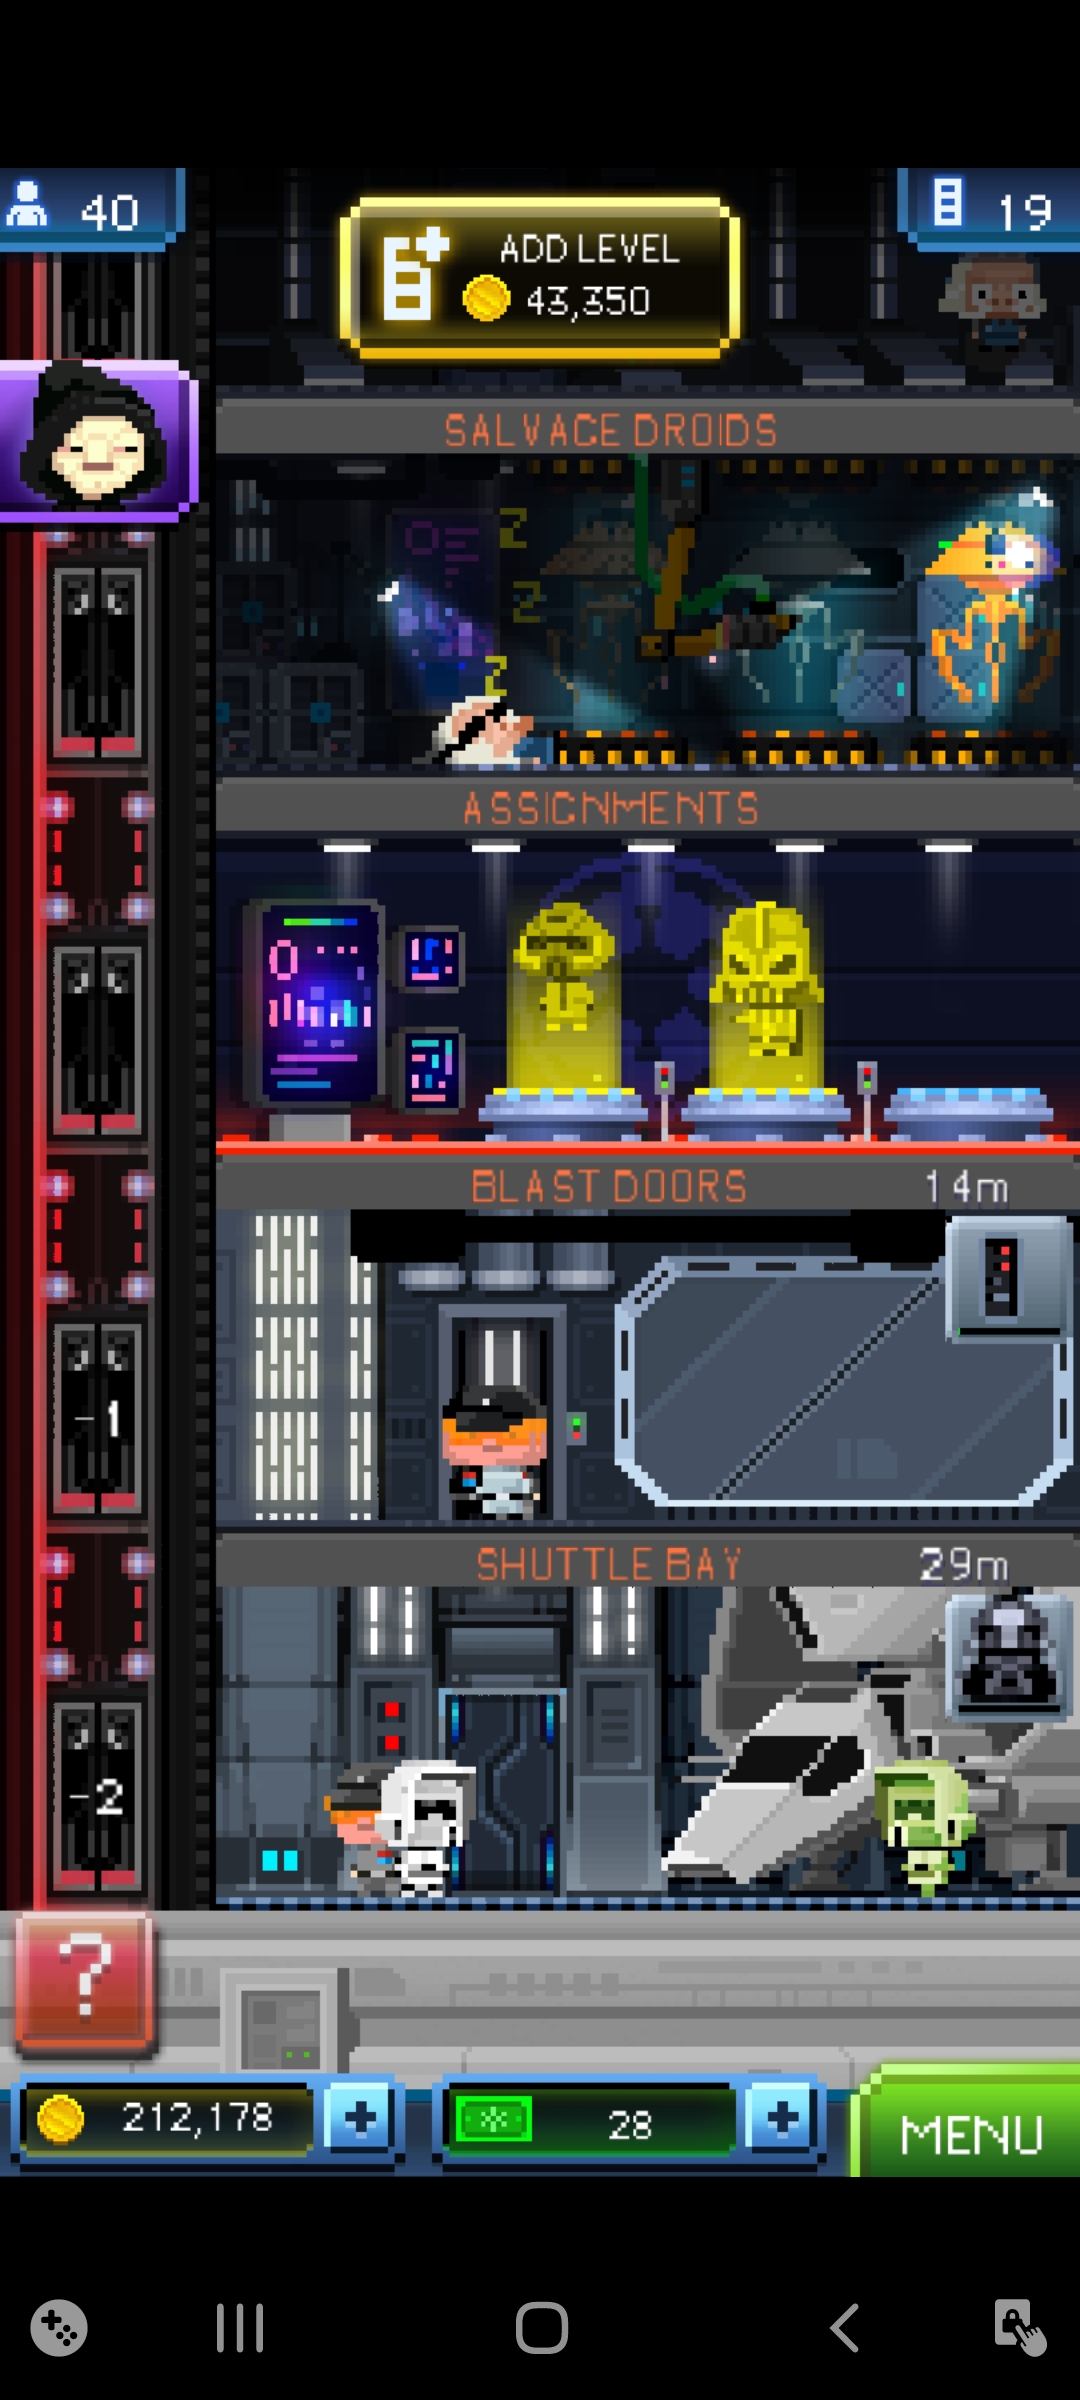 40
ADD LEVEL
43,350
19
SALVAGE DROIDS
Z
Z
Z
ASSIGNMENTS
BLAST DOORS
14m
-1
SHUTTLE BAY
29m
-2
?
212,178
+
28
+
MENU